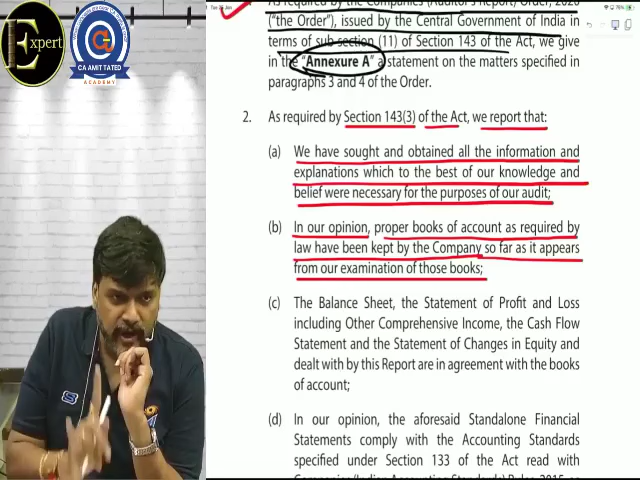 Expert
CA AMIT TATED
ACADEMY
As required by the Companies (Auditor's Report) Order, 2020
("the Order"), issued by the Central Government of India in
terms of sub-section (11) of Section 143 of the Act, we give
in the "Annexure A" a statement on the matters specified in
paragraphs 3 and 4 of the Order.
2. As required by Section 143(3) of the Act, we report that:
(a) We have sought and obtained all the information and
explanations which to the best of our knowledge and
belief were necessary for the purposes of our audit;
(b) In our opinion, proper books of account as required by
law have been kept by the Company so far as it appears
from our examination of those books;
(c) The Balance Sheet, the Statement of Profit and Loss
including Other Comprehensive Income, the Cash Flow
Statement and the Statement of Changes in Equity and
dealt with by this Report are in agreement with the books
of account;
(d) In our opinion, the aforesaid Standalone Financial
Statements comply with the Accounting Standards
specified under Section 133 of the Act read with